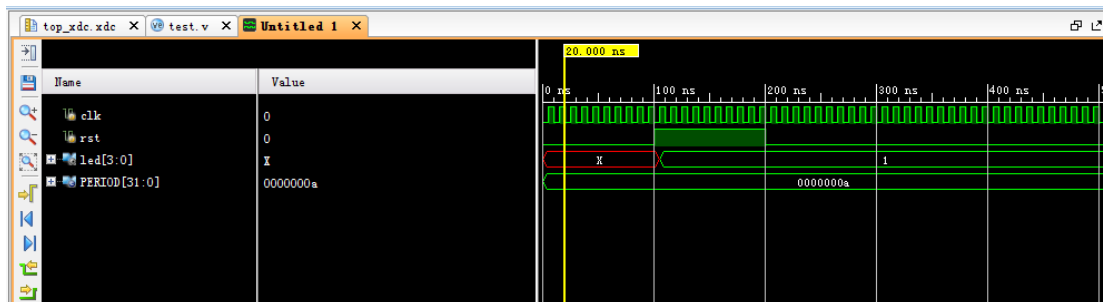 top_xdc.xdc test.v Untitled 1
20.000 ns
Name Value
0 ns 100 ns 200 ns 300 ns 400 ns
clk 0
rst 0
led[3:0] X X 1
PERIOD[31:0] 0000000a 0000000a